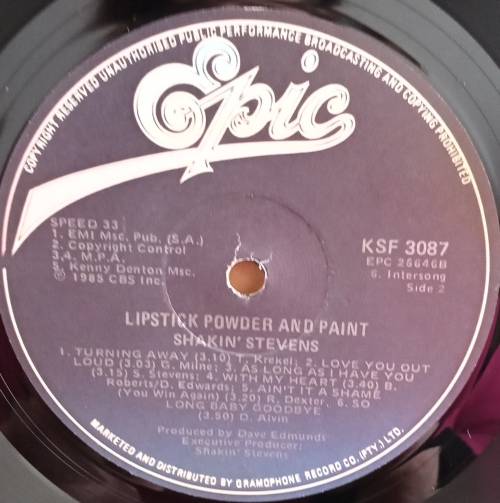 COPYRIGHT RESERVED UNAUTHORISED PUBLIC PERFORMANCE BROADCASTING AND COPYING PROHIBITED
Epic
SPEED 33
1. EMI Msc. Pub. (S.A.)
2. Copyright Control
3,4. M.P.A.
5. Kenny Denton Msc.
℗ 1985 CBS Inc.
KSF 3087
EPC 26646B
6. Intersong
Side 2
LIPSTICK POWDER AND PAINT
SHAKIN' STEVENS
1. TURNING AWAY (3.10) T. Krekel; 2. LOVE YOU OUT
LOUD (3.03) G. Milne; 3. AS LONG AS I HAVE YOU
(3.15) S. Stevens; 4. WITH MY HEART (3.40) B.
Roberts/D. Edwards; 5. AIN'T IT A SHAME
(You Win Again) (3.20) R. Dexter. 6. SO
LONG BABY GOODBYE
(3.50) D. Alvin
Produced by Dave Edmunds
Executive Producer:
Shakin' Stevens
MARKETED AND DISTRIBUTED BY GRAMOPHONE RECORD CO. (PTY.) LTD.